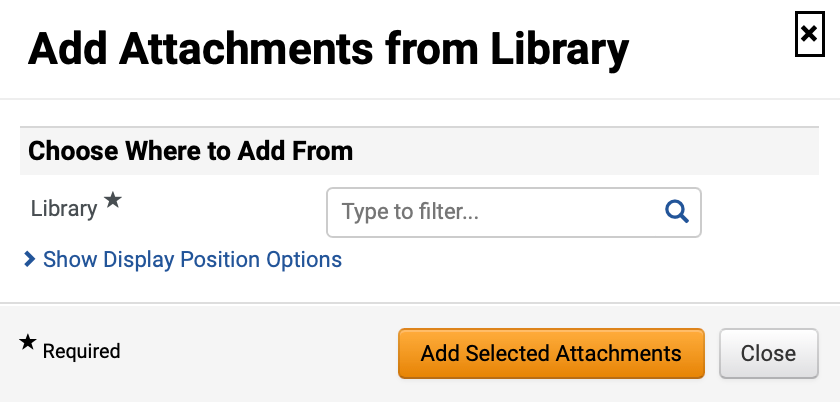 Add Attachments from Library
Choose Where to Add From
Library ★
Type to filter...
Show Display Position Options
★ Required
Add Selected Attachments
Close